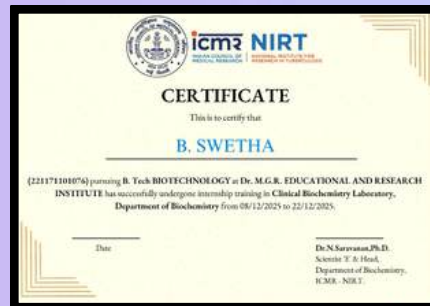 icmr
INDIAN COUNCIL OF
MEDICAL RESEARCH
NIRT
NATIONAL INSTITUTE FOR
RESEARCH IN TUBERCULOSIS
CERTIFICATE
This is to certify that
B. SWETHA
(221171101076) pursuing B. Tech BIOTECHNOLOGY at Dr. M.G.R. EDUCATIONAL AND RESEARCH
INSTITUTE has successfully undergone internship training in Clinical Biochemistry Laboratory,
Department of Biochemistry from 08/12/2025 to 22/12/2025.
Date
Dr.N.Saravanan,Ph.D.
Scientist 'E' & Head,
Department of Biochemistry,
ICMR - NIRT.